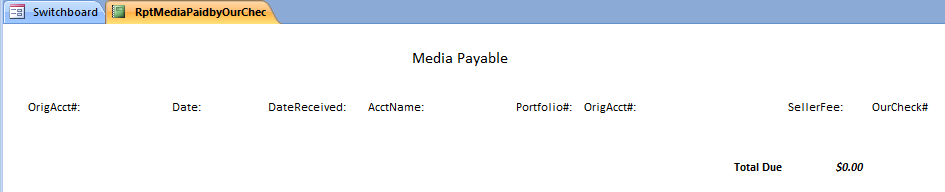 Switchboard RptMediaPaidbyOurChec
Media Payable
OrigAcct#: Date: DateReceived: AcctName: Portfolio#: OrigAcct#: SellerFee: OurCheck#
Total Due $0.00